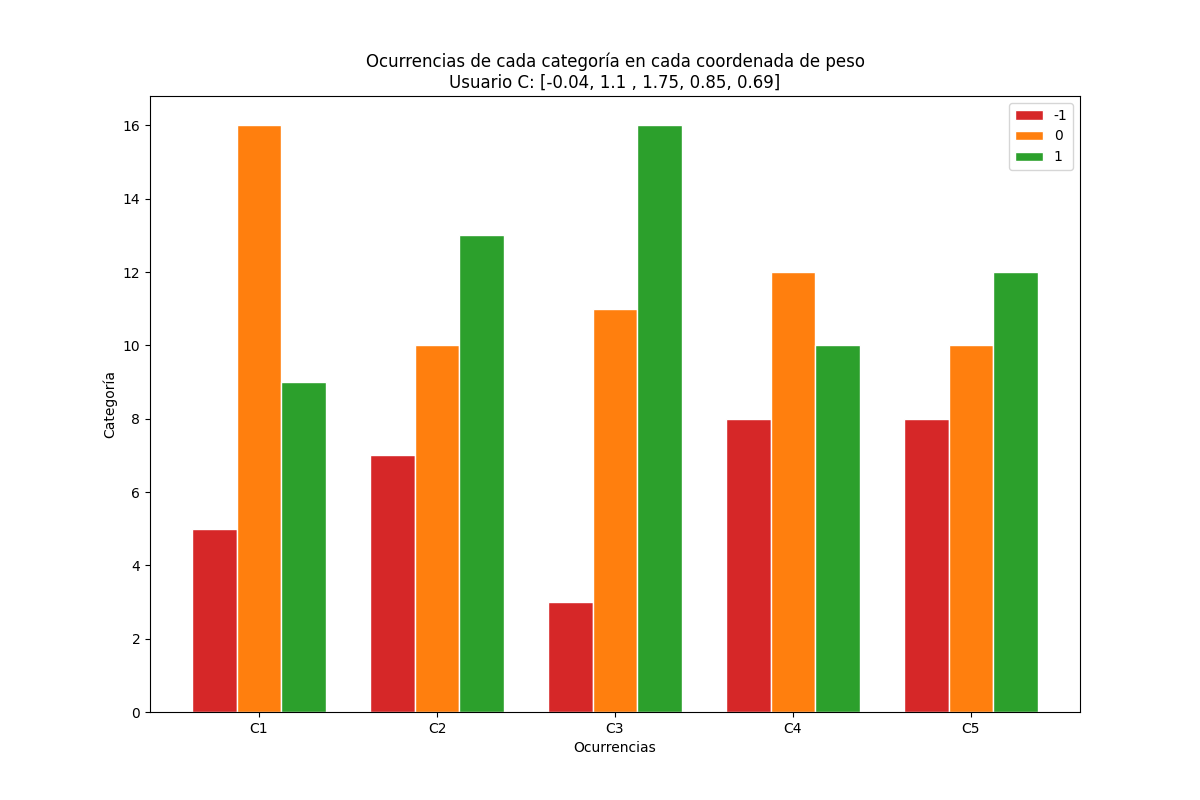 Ocurrencias de cada categoría en cada coordenada de peso
Usuario C: [-0.04, 1.1 , 1.75, 0.85, 0.69]
-1
0
1
16
14
12
10
8
6
4
2
0
Categoría
C1 C2 C3 C4 C5
Ocurrencias